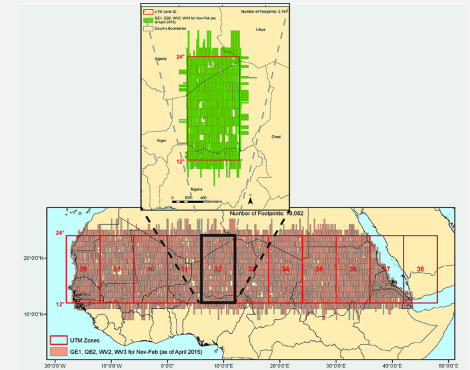 UTM Zone 32
Number of Footprints: 2,
GE1, QB2, WV2, WV3 for Nov-Feb (as
of April 2015)
Country Boundaries
Libya
24°
Algeria
Niger
Chad
12°
Nigeria
Number of Footprints: 19,082
24°
20°0'0"N
28
29
30
31
32
33
34
35
36
37
38
12°
10°0'0"N
UTM Zones
GE1, QB2, WV2, WV3 for Nov-Feb (as of April 2015)
20°0'0"W
10°0'0"W
0°0'0"
10°0'0"E
20°0'0"E
30°0'0"E
40°0'0"E
50°0'0"E